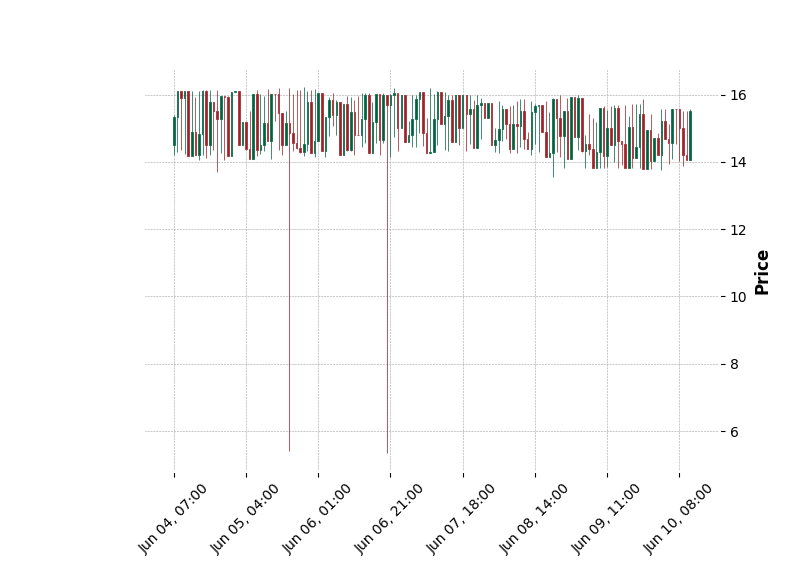 16
14
12
10
8
6
Price
Jun 04, 07:00
Jun 05, 04:00
Jun 06, 01:00
Jun 06, 21:00
Jun 07, 18:00
Jun 08, 14:00
Jun 09, 11:00
Jun 10, 08:00